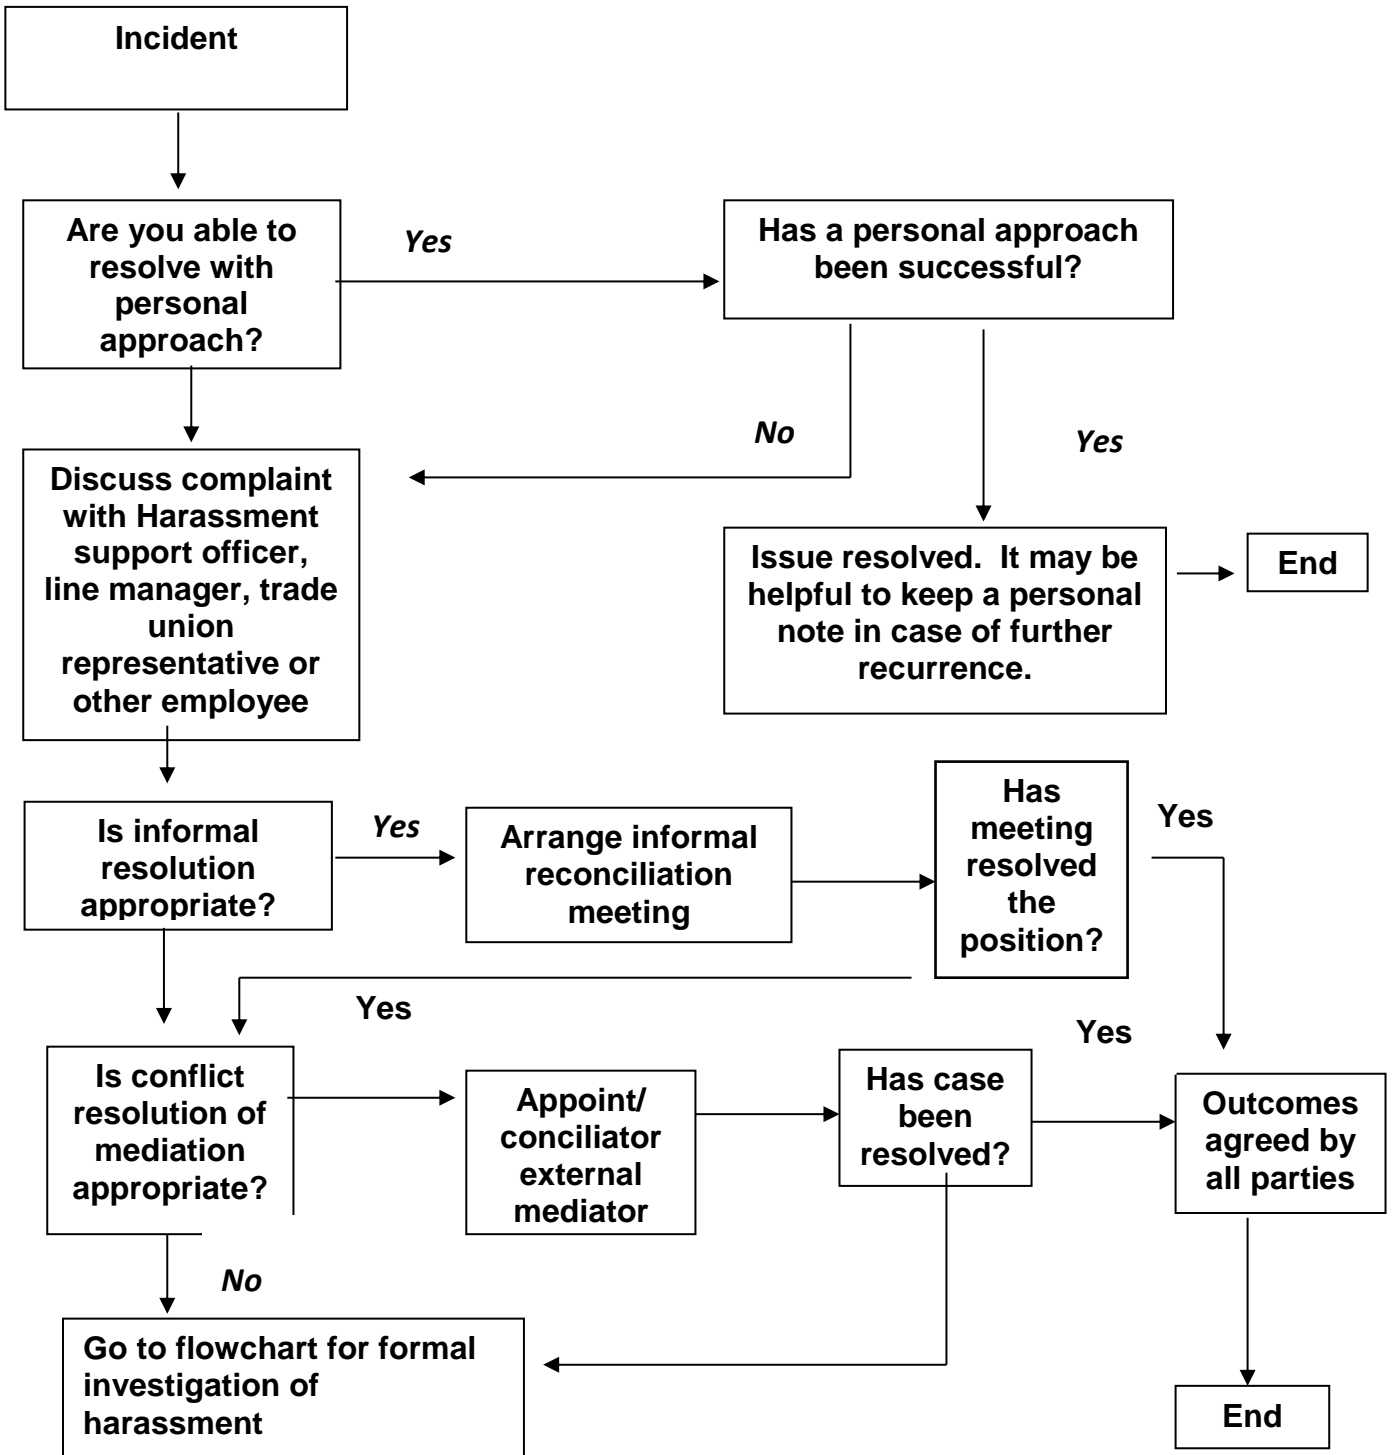 Incident
Are you able to
resolve with
personal
approach?
Yes
Has a personal approach
been successful?
No
Yes
Discuss complaint
with Harassment
support officer,
line manager, trade
union
representative or
other employee
Issue resolved.  It may be
helpful to keep a personal
note in case of further
recurrence.
End
Is informal
resolution
appropriate?
Yes
Arrange informal
reconciliation
meeting
Has
meeting
resolved
the
position?
Yes
Yes
Is conflict
resolution of
mediation
appropriate?
Appoint/
conciliator
external
mediator
Has case
been
resolved?
Yes
Outcomes
agreed by
all parties
No
Go to flowchart for formal
investigation of
harassment
End